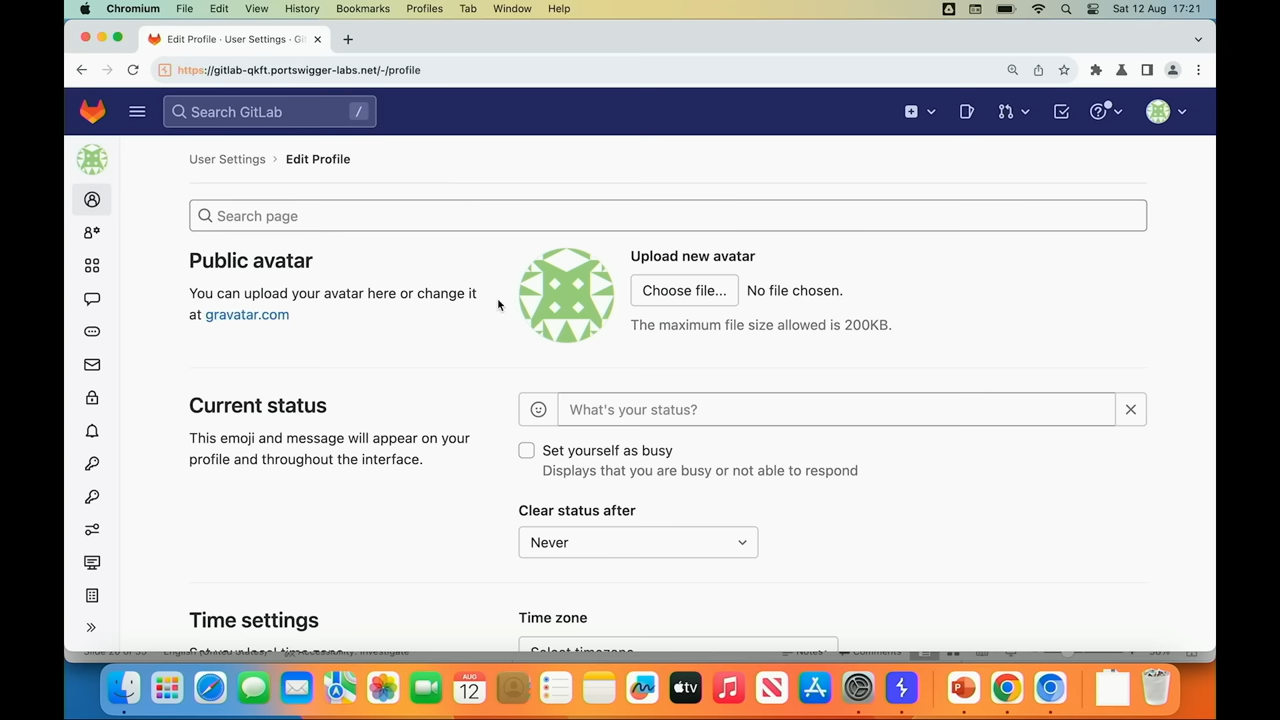 Chromium File Edit View History Bookmarks Profiles Tab Window Help Sat 12 Aug 17:21
Edit Profile · User Settings · Git
https://gitlab-qkft.portswigger-labs.net/-/profile
Search GitLab /
User Settings › Edit Profile
Search page
Public avatar
You can upload your avatar here or change it
at gravatar.com
Upload new avatar
Choose file... No file chosen.
The maximum file size allowed is 200KB.
Current status
This emoji and message will appear on your
profile and throughout the interface.
What's your status?
Set yourself as busy
Displays that you are busy or not able to respond
Clear status after
Never
Time settings
Time zone
Select timezone
AUG
12
tv